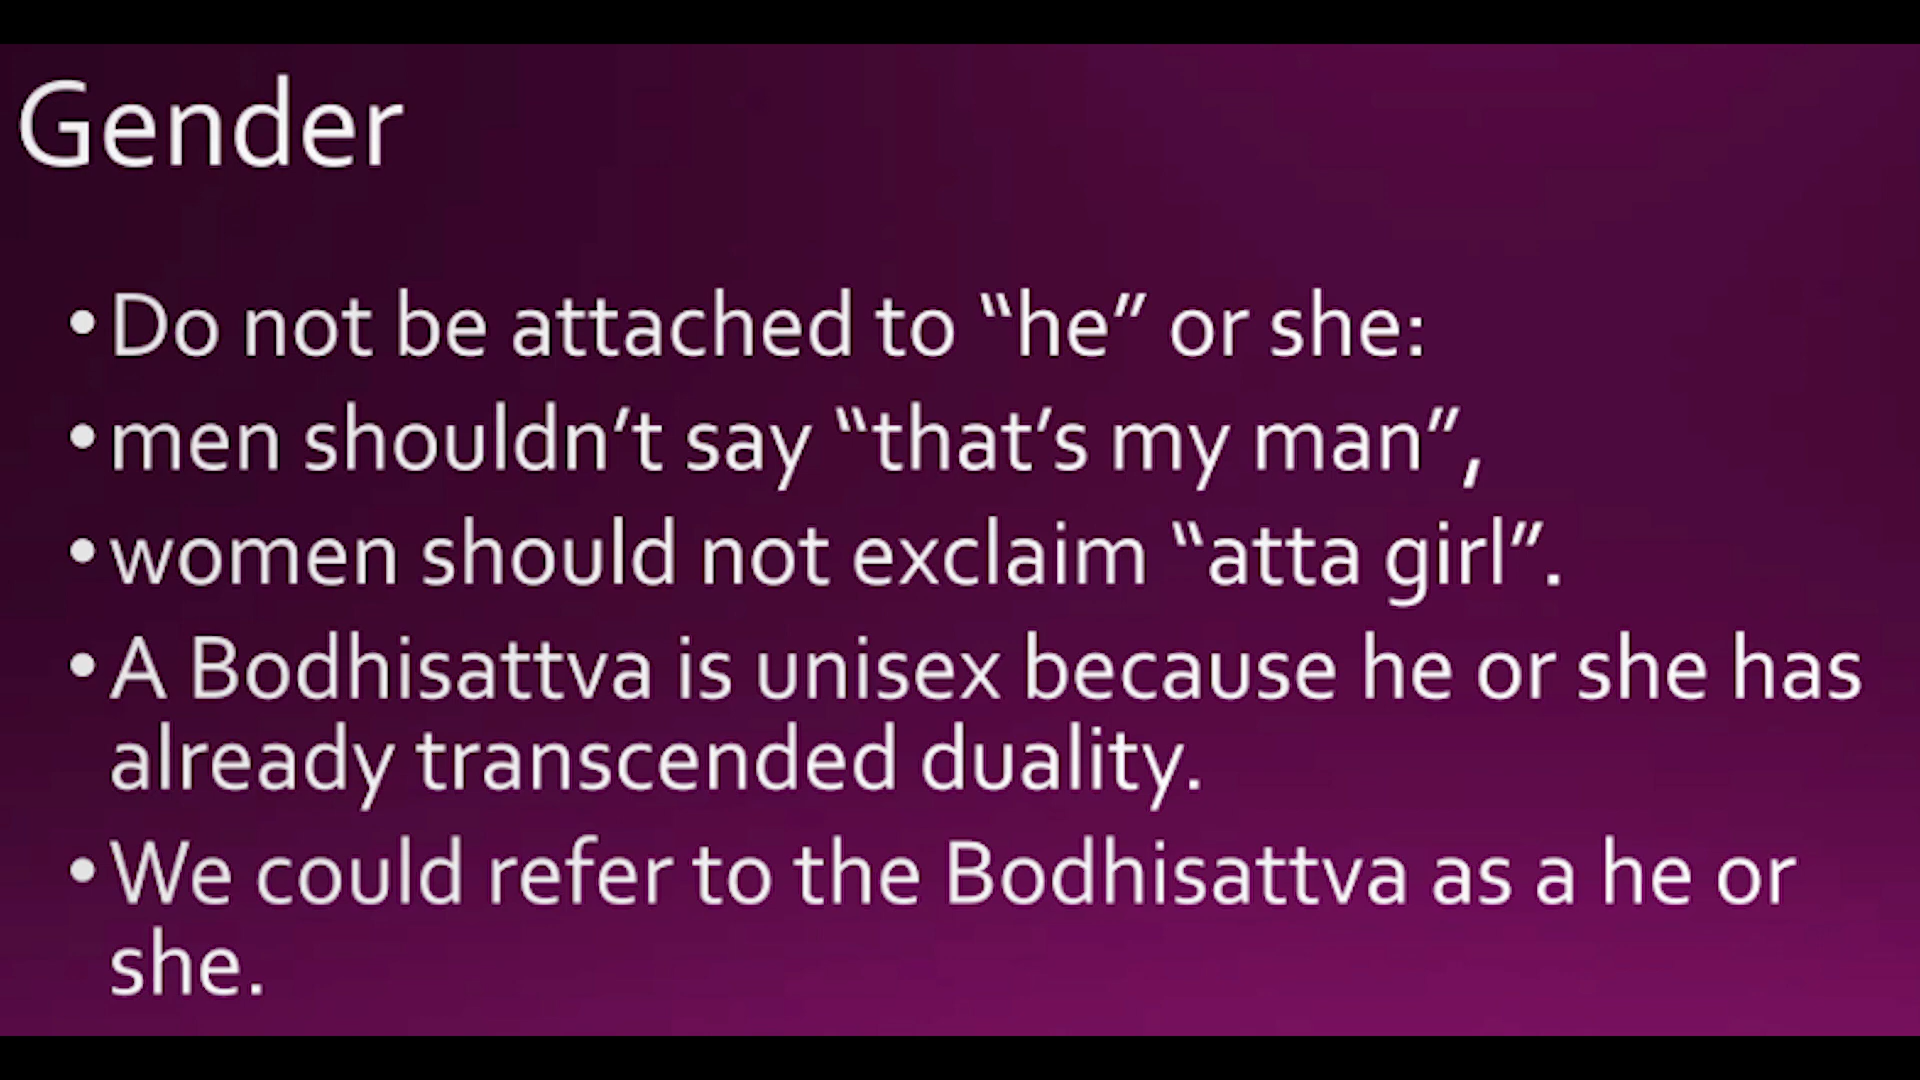 Gender
•Do not be attached to “he” or she:
•men shouldn’t say “that’s my man”,
•women should not exclaim “atta girl”.
•A Bodhisattva is unisex because he or she has
already transcended duality.
•We could refer to the Bodhisattva as a he or
she.